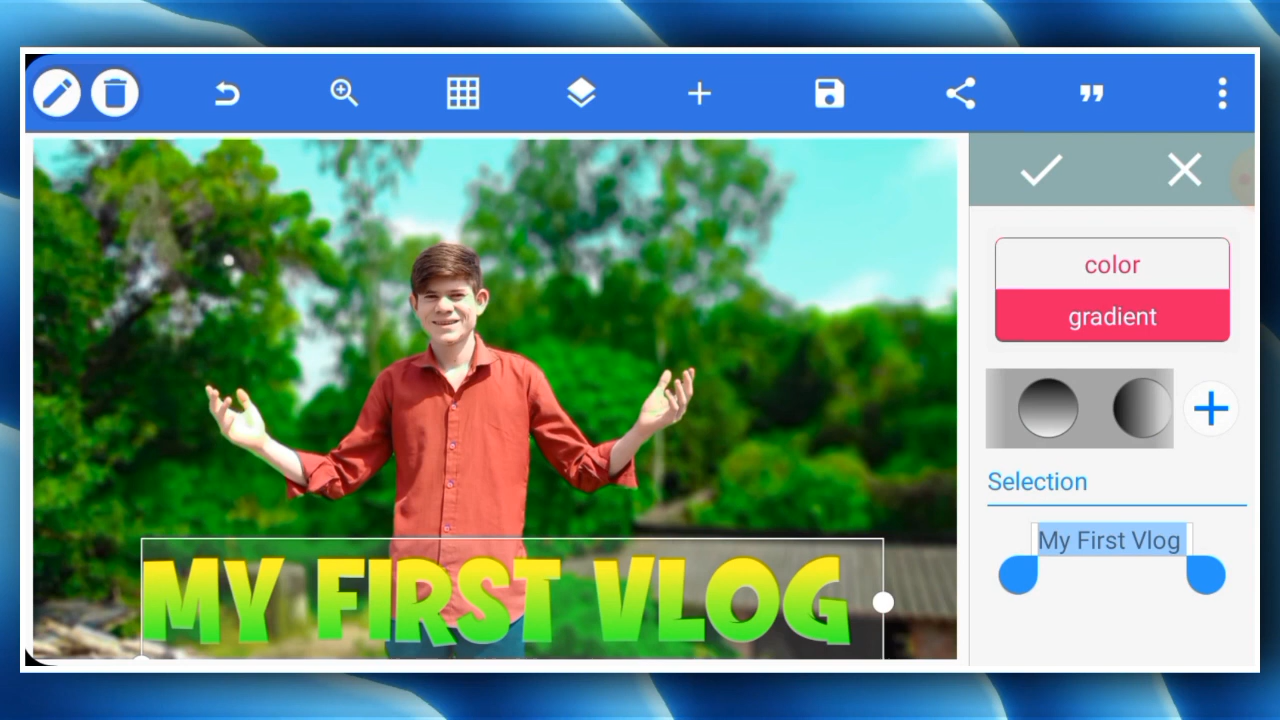 color
gradient
Selection
My First Vlog
MY FIRST VLOG